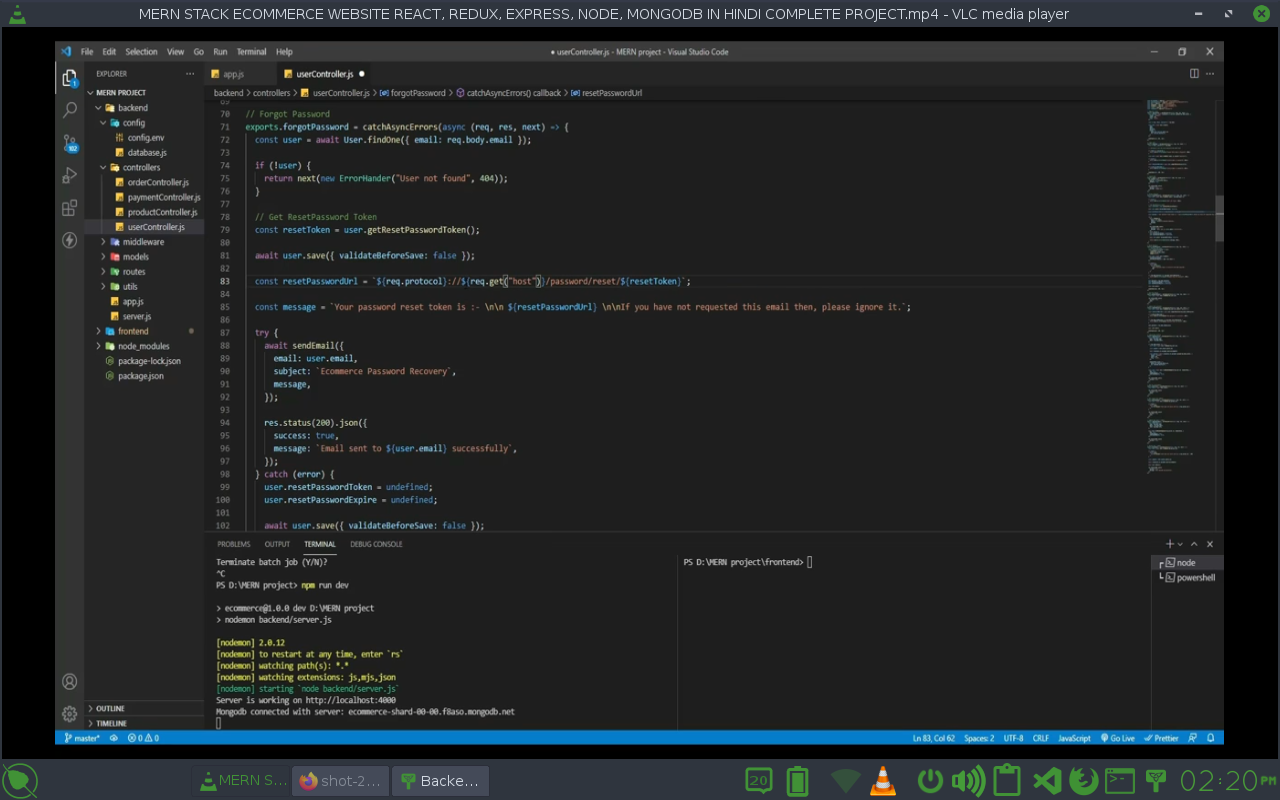 MERN STACK ECOMMERCE WEBSITE REACT, REDUX, EXPRESS, NODE, MONGODB IN HINDI COMPLETE PROJECT.mp4 - VLC media player
File Edit Selection View Go Run Terminal Help
● userController.js - MERN project - Visual Studio Code
EXPLORER ···
app.js
userController.js ●
backend > controllers > userController.js > forgotPassword > catchAsyncErrors() callback > resetPasswordUrl
MERN PROJECT
backend
config
config.env
database.js
controllers
orderController.js
paymentController.js
productController.js
userController.js
middleware
models
routes
utils
app.js
server.js
frontend
node_modules
package-lock.json
package.json
OUTLINE
TIMELINE
1
102
69
70 // Forgot Password
71 exports.forgotPassword = catchAsyncErrors(async (req, res, next) => {
72 const user = await User.findOne({ email: req.body.email });
73
74 if (!user) {
75 return next(new ErrorHander("User not found", 404));
76 }
77
78 // Get ResetPassword Token
79 const resetToken = user.getResetPasswordToken();
80
81 await user.save({ validateBeforeSave: false });
82
83 const resetPasswordUrl = `${req.protocol}://${req.get("host")}/password/reset/${resetToken}`;
84
85 const message = `Your password reset token is :- \n\n ${resetPasswordUrl} \n\nIf you have not requested this email then, please ignore it.`;
86
87 try {
88 await sendEmail({
89 email: user.email,
90 subject: `Ecommerce Password Recovery`,
91 message,
92 });
93
94 res.status(200).json({
95 success: true,
96 message: `Email sent to ${user.email} successfully`,
97 });
98 } catch (error) {
99 user.resetPasswordToken = undefined;
100 user.resetPasswordExpire = undefined;
101
102 await user.save({ validateBeforeSave: false });
PROBLEMS OUTPUT TERMINAL DEBUG CONSOLE
Terminate batch job (Y/N)?
^C
PS D:\MERN project> npm run dev
> ecommerce@1.0.0 dev D:\MERN project
> nodemon backend/server.js
[nodemon] 2.0.12
[nodemon] to restart at any time, enter `rs`
[nodemon] watching path(s): *.*
[nodemon] watching extensions: js,mjs,json
[nodemon] starting `node backend/server.js`
Server is working on http://localhost:4000
Mongodb connected with server: ecommerce-shard-00-00.f8aso.mongodb.net
PS D:\MERN project\frontend>
node
powershell
master* 0 0
Ln 83, Col 62 Spaces: 2 UTF-8 CRLF JavaScript Go Live Prettier
MERN S...
shot-2...
Backe...
20
02:20 PM